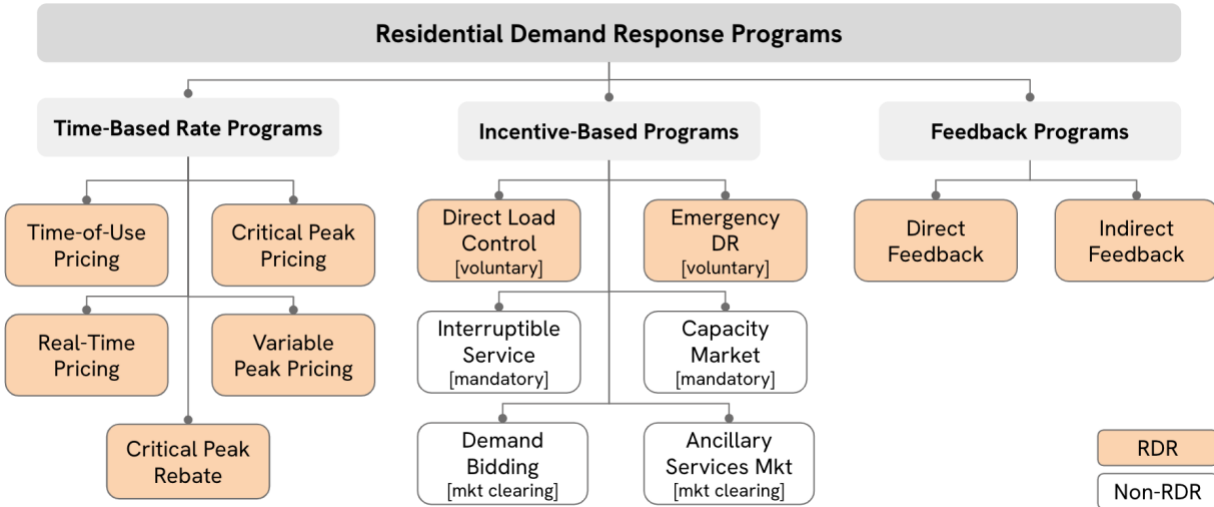 Residential Demand Response Programs
Time-Based Rate Programs
Time-of-Use
Pricing
Critical Peak
Pricing
Real-Time
Pricing
Variable
Peak Pricing
Critical Peak
Rebate
Incentive-Based Programs
Direct Load
Control
[voluntary]
Emergency
DR
[voluntary]
Interruptible
Service
[mandatory]
Capacity
Market
[mandatory]
Demand
Bidding
[mkt clearing]
Ancillary
Services Mkt
[mkt clearing]
Feedback Programs
Direct
Feedback
Indirect
Feedback
RDR
Non-RDR